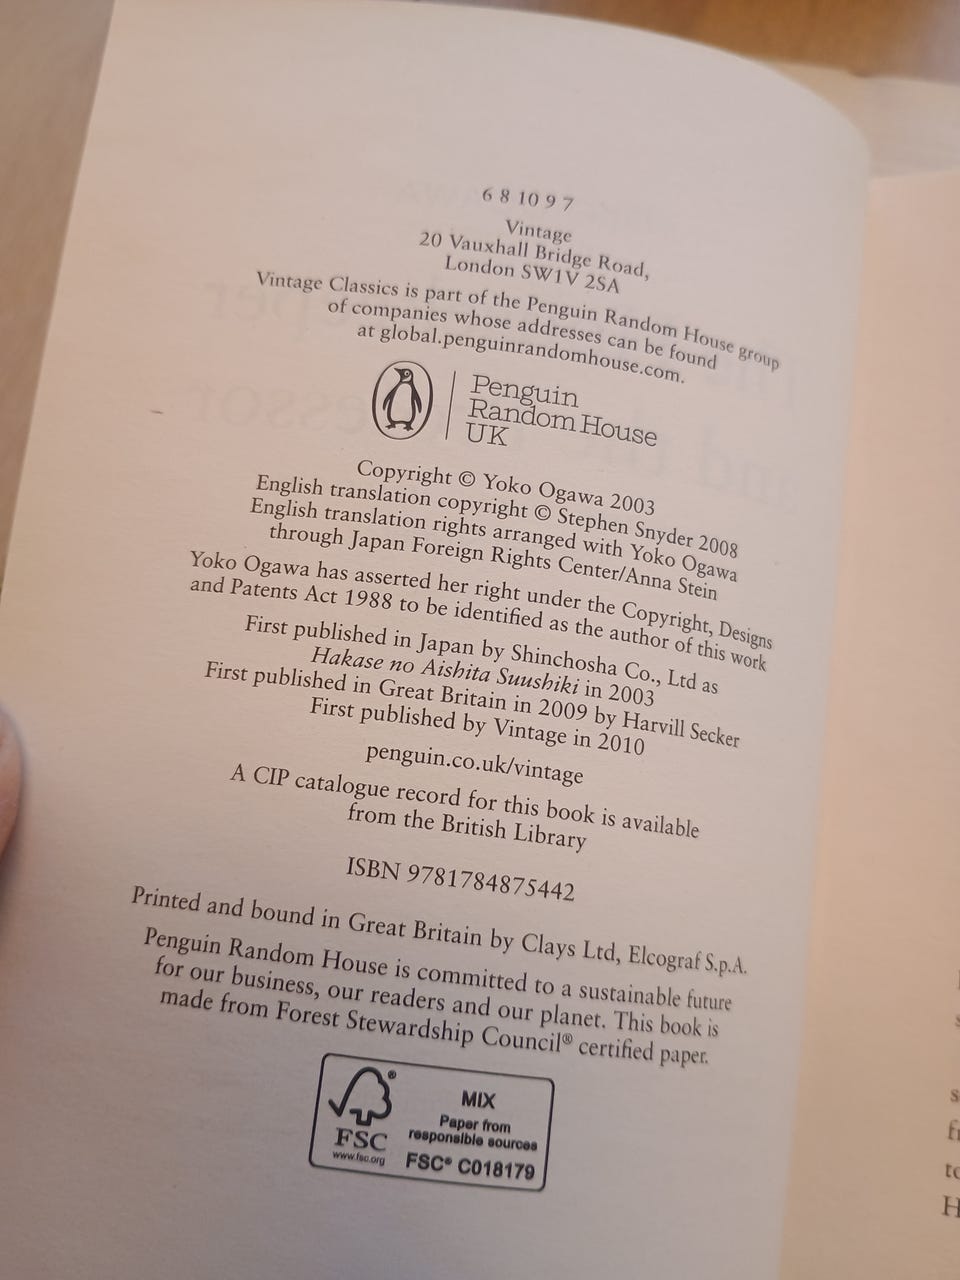 6 8 10 9 7
Vintage
20 Vauxhall Bridge Road,
London SW1V 2SA
Vintage Classics is part of the Penguin Random House group
of companies whose addresses can be found
at global.penguinrandomhouse.com.
Penguin
Random House
UK
Copyright © Yoko Ogawa 2003
English translation copyright © Stephen Snyder 2008
English translation rights arranged with Yoko Ogawa
through Japan Foreign Rights Center/Anna Stein
Yoko Ogawa has asserted her right under the Copyright, Designs
and Patents Act 1988 to be identified as the author of this work
First published in Japan by Shinchosha Co., Ltd as
Hakase no Aishita Suushiki in 2003
First published in Great Britain in 2009 by Harvill Secker
First published by Vintage in 2010
penguin.co.uk/vintage
A CIP catalogue record for this book is available
from the British Library
ISBN 9781784875442
Printed and bound in Great Britain by Clays Ltd, Elcograf S.p.A.
Penguin Random House is committed to a sustainable future
for our business, our readers and our planet. This book is
made from Forest Stewardship Council® certified paper.
®
FSC
www.fsc.org
MIX
Paper from
responsible sources
FSC® C018179